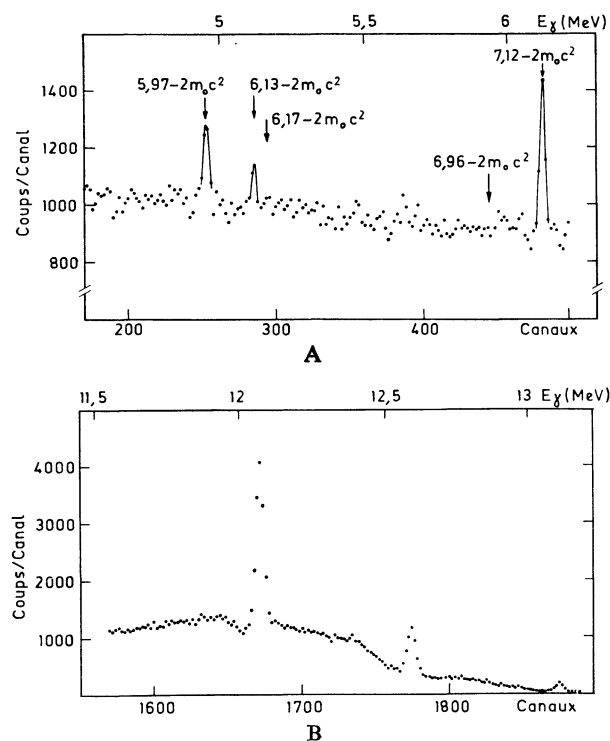 5 5,5 6 Eγ (MeV)
7,12–2m₀c²
5,97–2m₀c² 6,13–2m₀c²
6,17–2m₀c²
6,96–2m₀c²
Coups/Canal
1400
1200
1000
800
200 300 400 Canaux
A
11,5 12 12,5 13 Eγ (MeV)
Coups/Canal
4000
3000
2000
1000
1600 1700 1800 Canaux
B